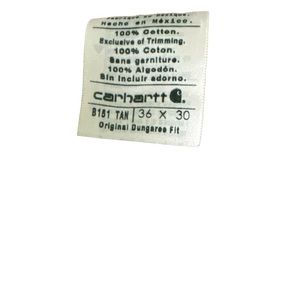 Hecho en México.
100% Cotton.
Exclusive of Trimming.
100% Coton.
Sans garniture.
100% Algodón.
Sin incluir adorno.
carhartt
B151 TAN 36 X 30
Original Dungaree Fit